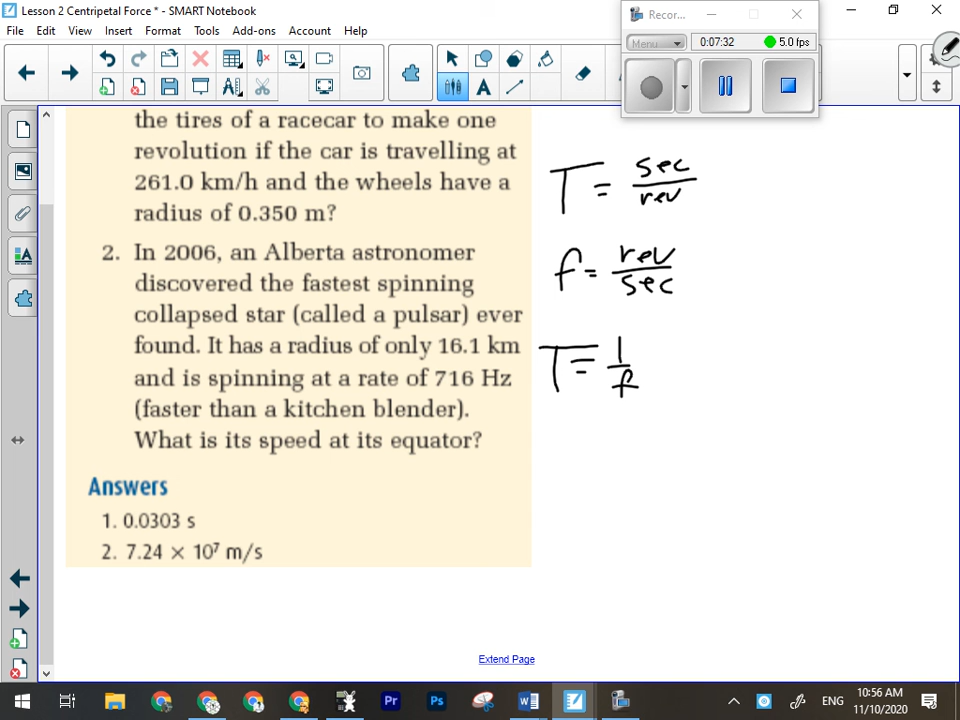 Lesson 2 Centripetal Force * - SMART Notebook
File Edit View Insert Format Tools Add-ons Account Help
Recor...
Menu
0:07:32
5.0 fps
A
the tires of a racecar to make one
revolution if the car is travelling at
261.0 km/h and the wheels have a
radius of 0.350 m?
2. In 2006, an Alberta astronomer
discovered the fastest spinning
collapsed star (called a pulsar) ever
found. It has a radius of only 16.1 km
and is spinning at a rate of 716 Hz
(faster than a kitchen blender).
What is its speed at its equator?
Answers
1. 0.0303 s
2. 7.24 × 10⁷ m/s
T = sec
rev
f = rev
sec
T = 1
f
Extend Page
Pr
Ps
W
ENG
10:56 AM
11/10/2020